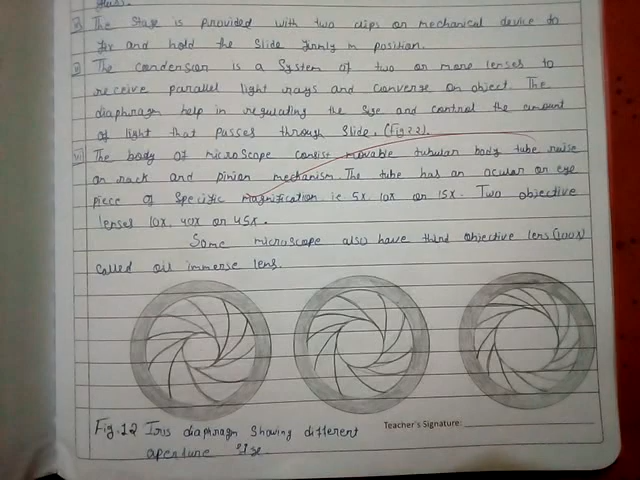 glass.
The stage is provided with two clips or mechanical device to
fix and hold the slide firmly in position.
The condenson is a system of two or more lenses to
receive parallel light rays and converse on object. The
diaphragm help in regulating the size and control the amount
of light that passes through slide. (Fig 2.2).
vii) The body of microscope consist movable tubular body tube raise
on rack and pinian mechanism. The tube has an ocular or eye
piece of specific magnification ie 5x, 10x or 15x. Two objective
lenses 10x, 40x or 45x.
Some microscope also have third objective lens (100x)
called oil immense lens.
Fig. 1.2 Iris diaphragm showing different
aperture size.
Teacher's Signature: